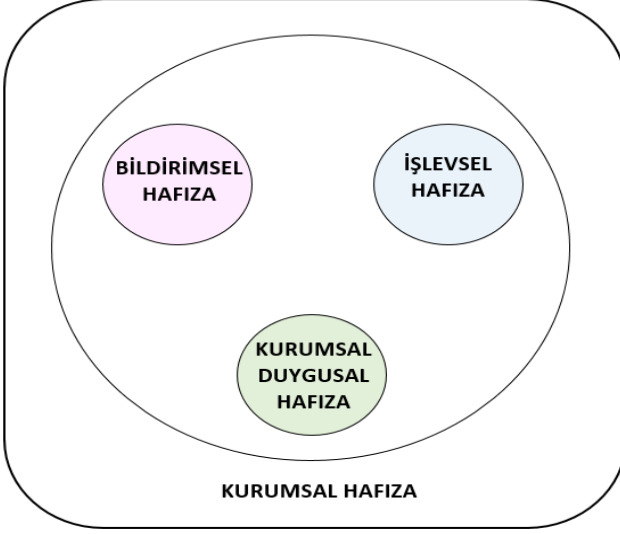 BİLDİRİMSEL
HAFIZA
İŞLEVSEL
HAFIZA
KURUMSAL
DUYGUSAL
HAFIZA
KURUMSAL HAFIZA